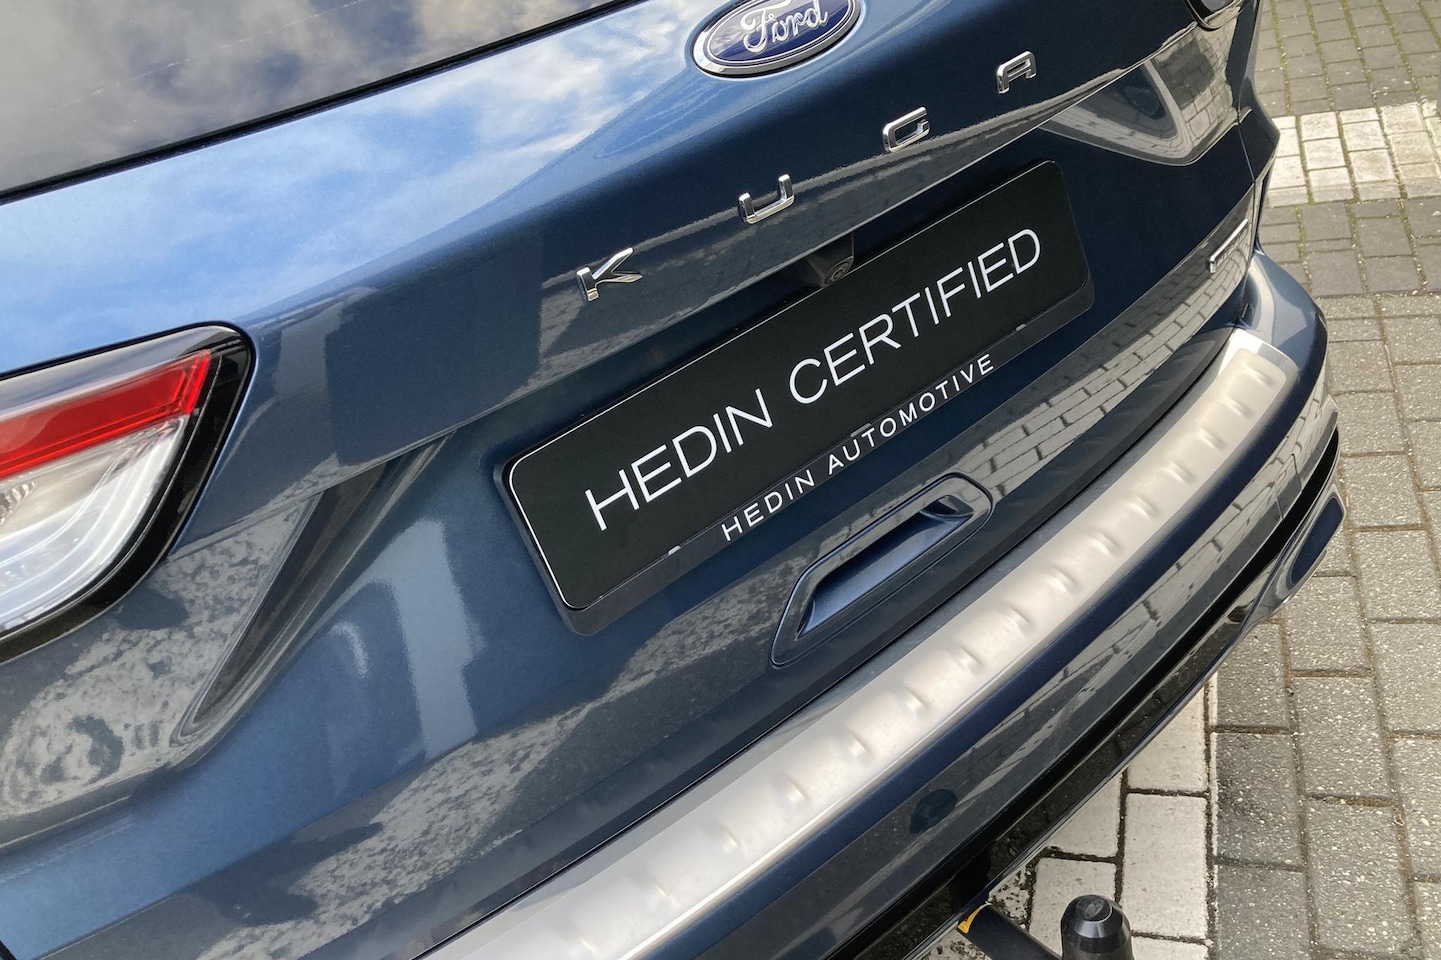 Ford
KUGA
HEDIN CERTIFIED
HEDIN AUTOMOTIVE